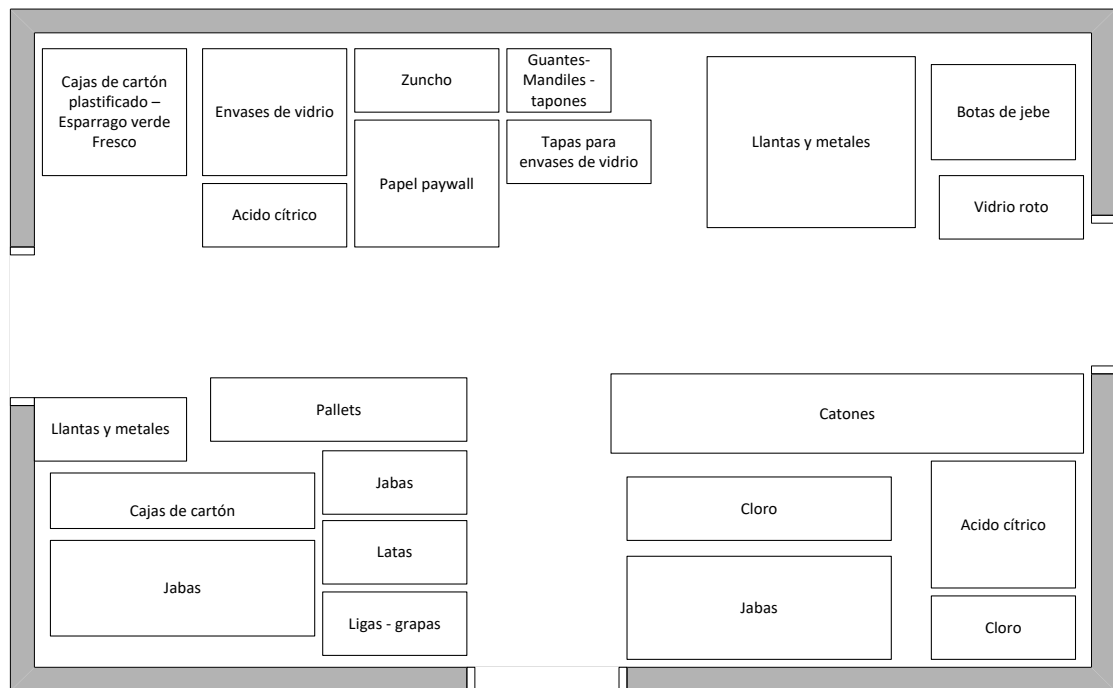 Cajas de cartón
plastificado –
Esparrago verde
Fresco
Envases de vidrio
Zuncho
Guantes-
Mandiles -
tapones
Llantas y metales
Botas de jebe
Acido cítrico
Papel paywall
Tapas para
envases de vidrio
Vidrio roto
Llantas y metales
Pallets
Catones
Cajas de cartón
Jabas
Cloro
Acido cítrico
Jabas
Latas
Ligas - grapas
Jabas
Cloro